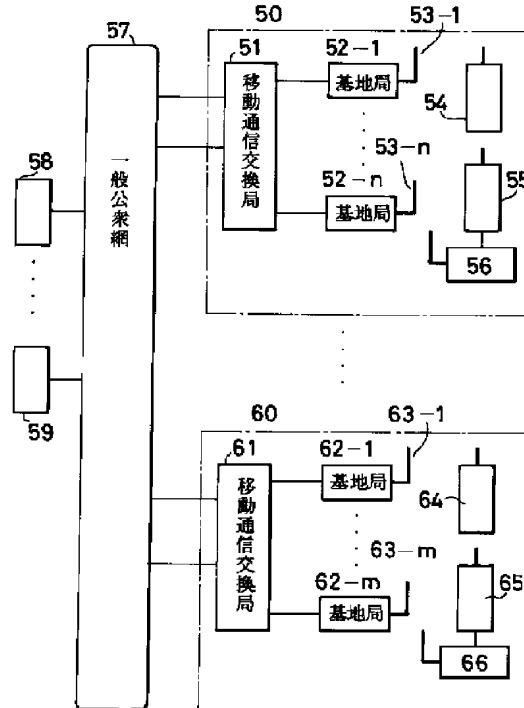 57
一般公衆網
58
59
50
51
移動通信交換局
52-1
基地局
53-1
54
53-n
52-n
基地局
55
56
60
61
移動通信交換局
62-1
基地局
63-1
64
63-m
62-m
基地局
65
66